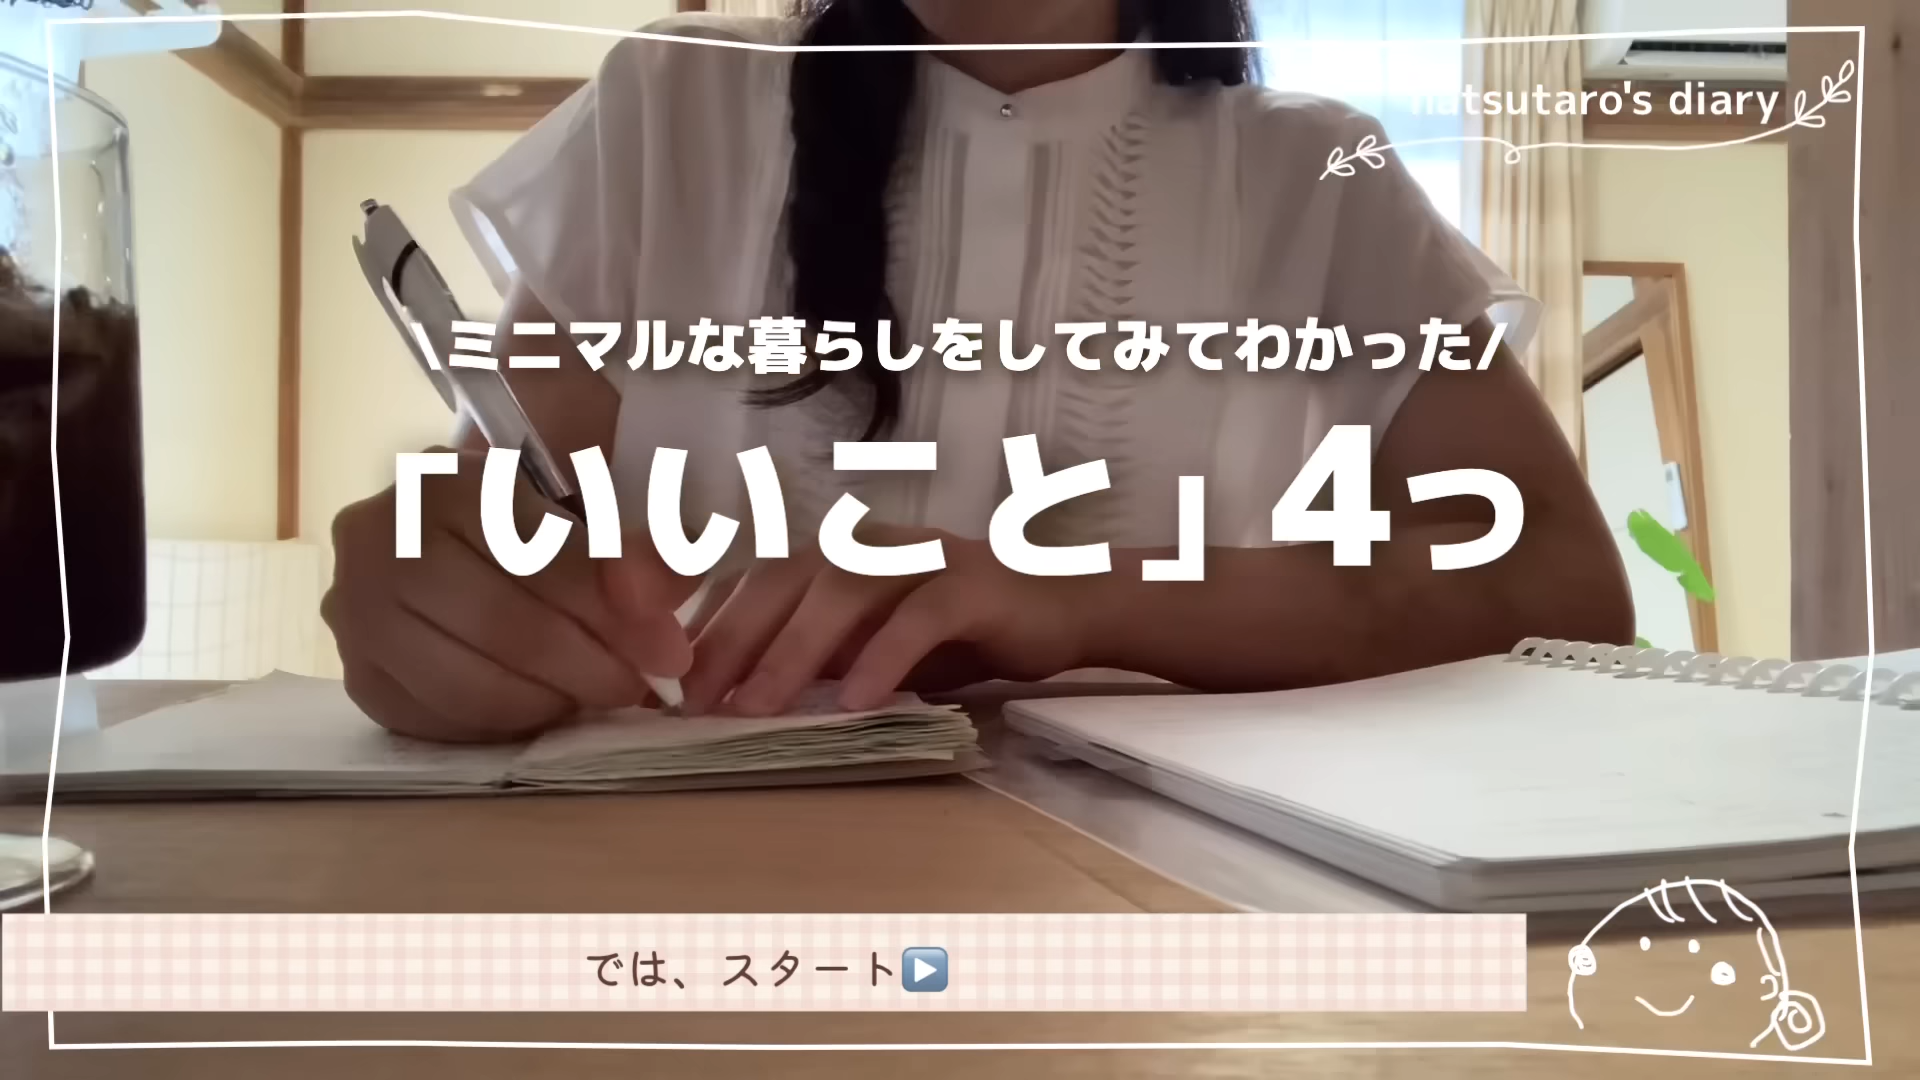 natsutaro's diary
\ミニマルな暮らしをしてみてわかった/
「いいこと」4つ
では、スタート▶️